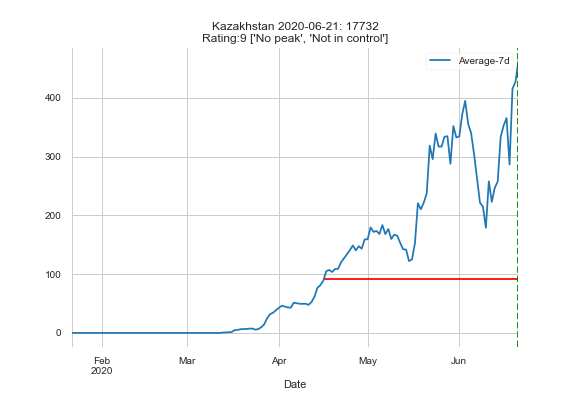 Kazakhstan 2020-06-21: 17732
Rating:9 ['No peak', 'Not in control']
Average-7d
400
300
200
100
0
Feb
2020
Mar
Apr
May
Jun
Date